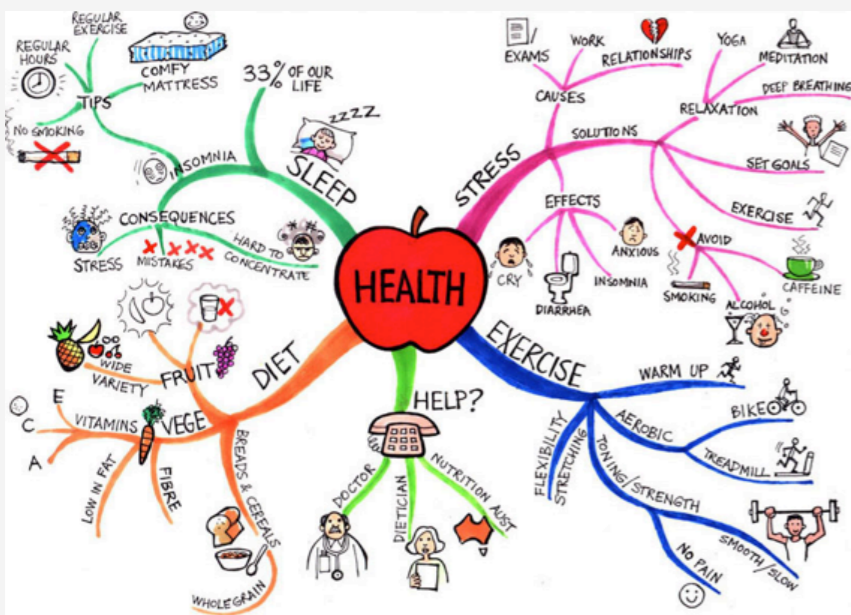 HEALTH
SLEEP
33% OF OUR
LIFE
ZZZZ
INSOMNIA
TIPS
REGULAR
HOURS
REGULAR
EXERCISE
COMFY
MATTRESS
NO SMOKING
CONSEQUENCES
STRESS
MISTAKES
HARD TO
CONCENTRATE
STRESS
CAUSES
EXAMS
WORK
RELATIONSHIPS
SOLUTIONS
RELAXATION
YOGA
MEDITATION
DEEP BREATHING
SET GOALS
EXERCISE
AVOID
SMOKING
ALCOHOL
CAFFEINE
EFFECTS
CRY
DIARRHEA
INSOMNIA
ANXIOUS
EXERCISE
WARM UP
AEROBIC
BIKE
TREADMILL
TONING/STRENGTH
SMOOTH/SLOW
NO PAIN
FLEXIBILITY
STRETCHING
HELP?
DOCTOR
DIETICIAN
NUTRITION AUST
DIET
FRUIT
WIDE
VARIETY
VEGE
VITAMINS
E
C
A
LOW IN FAT
FIBRE
BREADS & CEREALS
WHOLEGRAIN